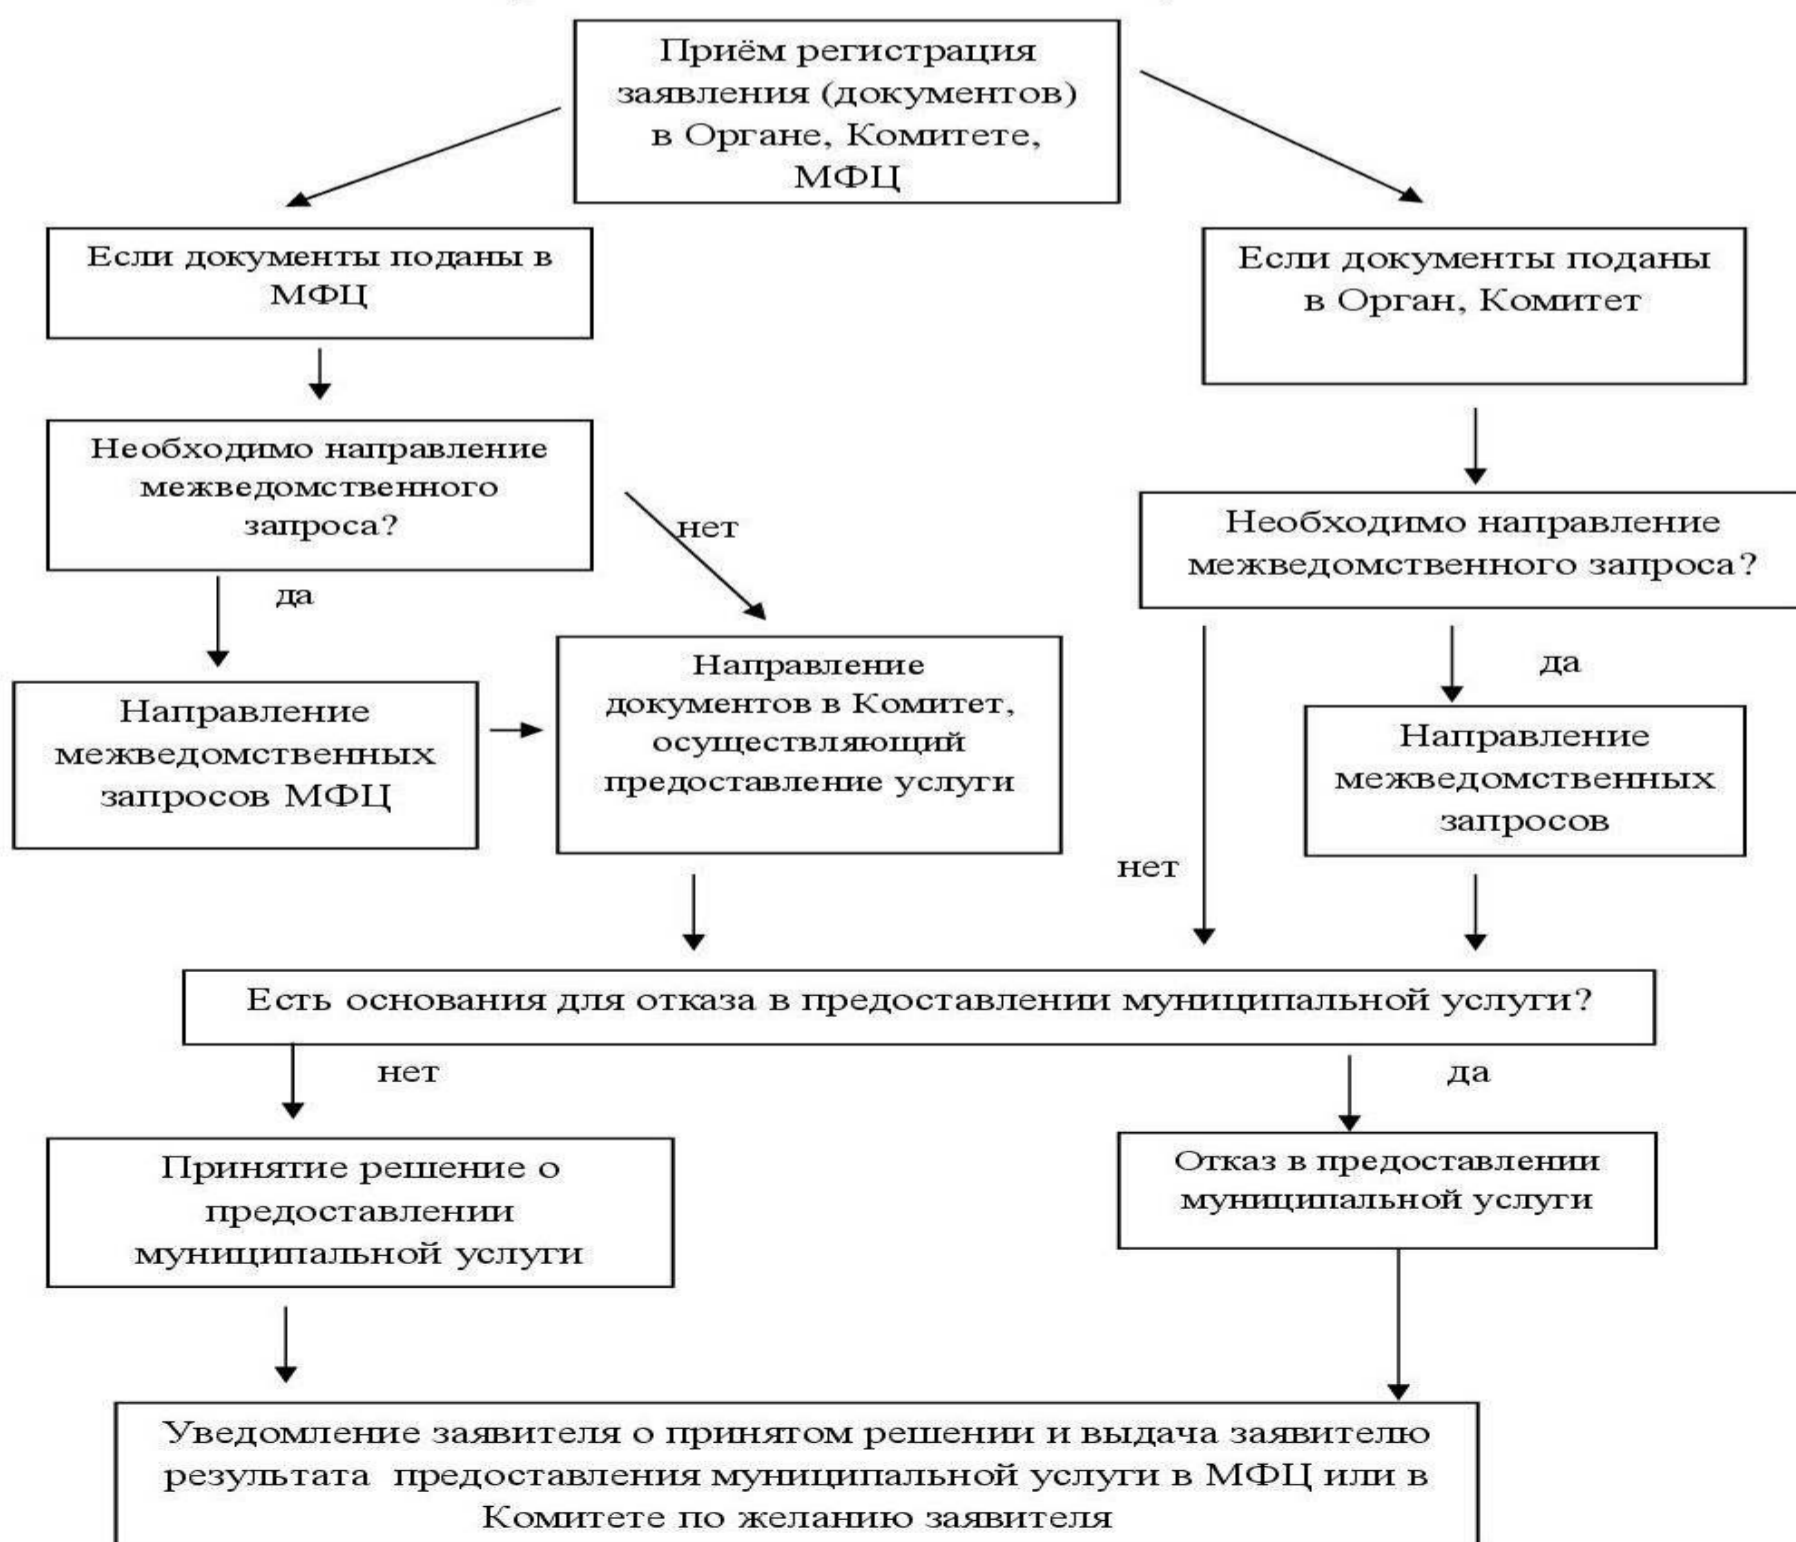 Приём регистрация
заявления (документов)
в Органе, Комитете,
МФЦ
Если документы поданы в
МФЦ
Если документы поданы
в Орган, Комитет
Необходимо направление
межведомственного
запроса?
нет
да
Необходимо направление
межведомственного запроса?
да
Направление
межведомственных
запросов МФЦ
Направление
документов в Комитет,
осуществляющий
предоставление услуги
Направление
межведомственных
запросов
нет
Есть основания для отказа в предоставлении муниципальной услуги?
нет
да
Принятие решение о
предоставлении
муниципальной услуги
Отказ в предоставлении
муниципальной услуги
Уведомление заявителя о принятом решении и выдача заявителю
результата предоставления муниципальной услуги в МФЦ или в
Комитете по желанию заявителя